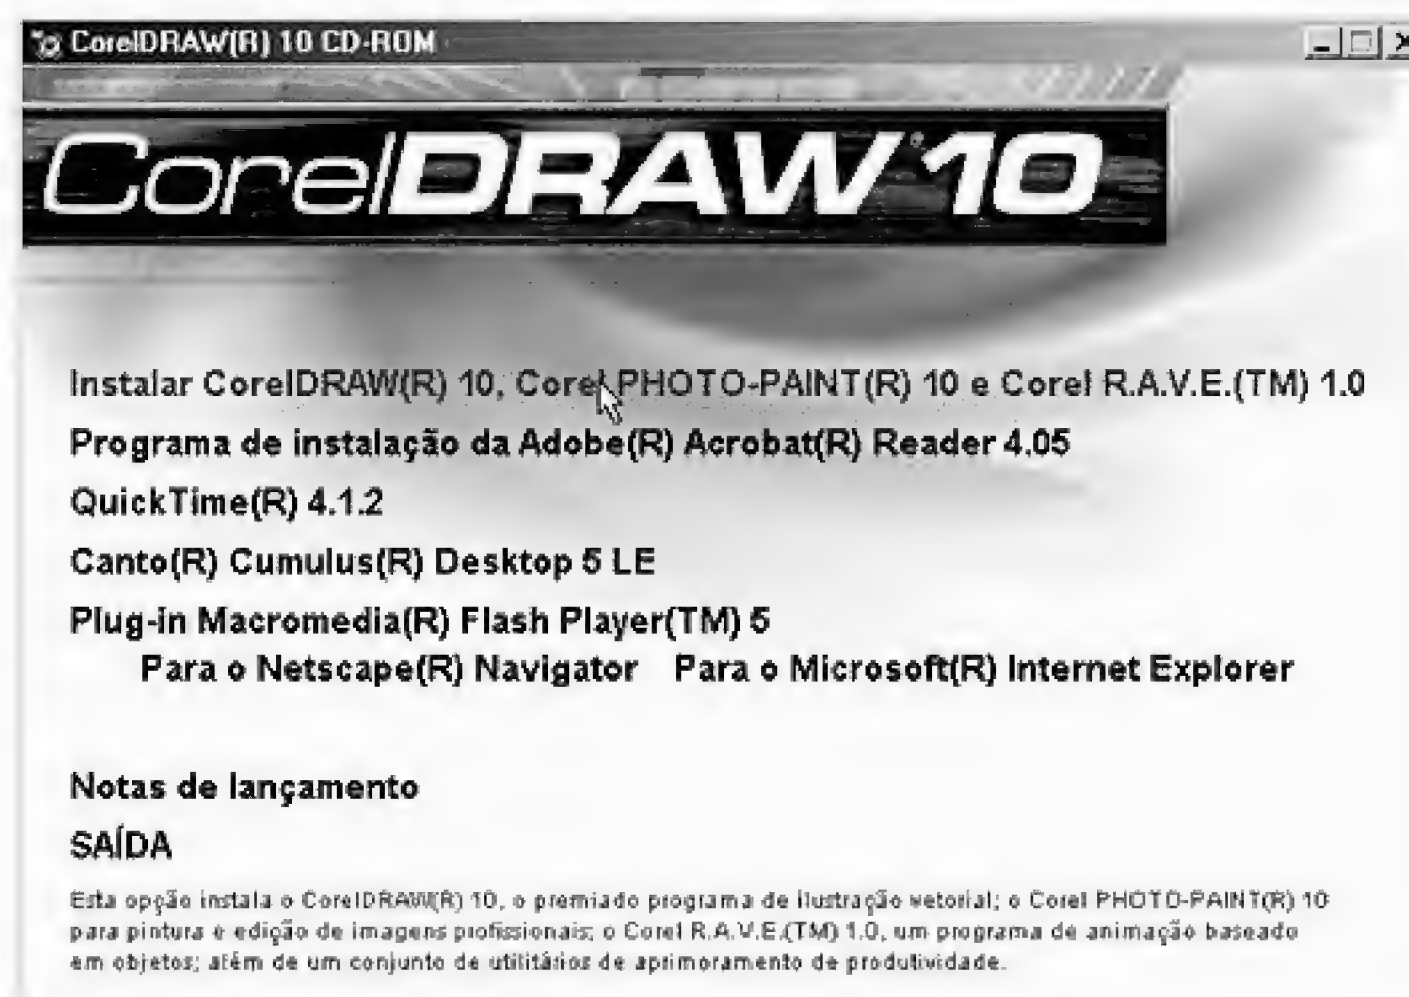 CorelDRAW(R) 10 CD-ROM
CorelDRAW® 10
Instalar CorelDRAW(R) 10, Corel PHOTO-PAINT(R) 10 e Corel R.A.V.E.(TM) 1.0
Programa de instalação da Adobe(R) Acrobat(R) Reader 4.05
QuickTime(R) 4.1.2
Canto(R) Cumulus(R) Desktop 5 LE
Plug-in Macromedia(R) Flash Player(TM) 5
Para o Netscape(R) Navigator Para o Microsoft(R) Internet Explorer
Notas de lançamento
SAÍDA
Esta opção instala o CorelDRAW(R) 10, o premiado programa de ilustração vetorial; o Corel PHOTO-PAINT(R) 10
para pintura e edição de imagens profissionais; o Corel R.A.V.E.(TM) 1.0, um programa de animação baseado
em objetos; além de um conjunto de utilitários de aprimoramento de produtividade.